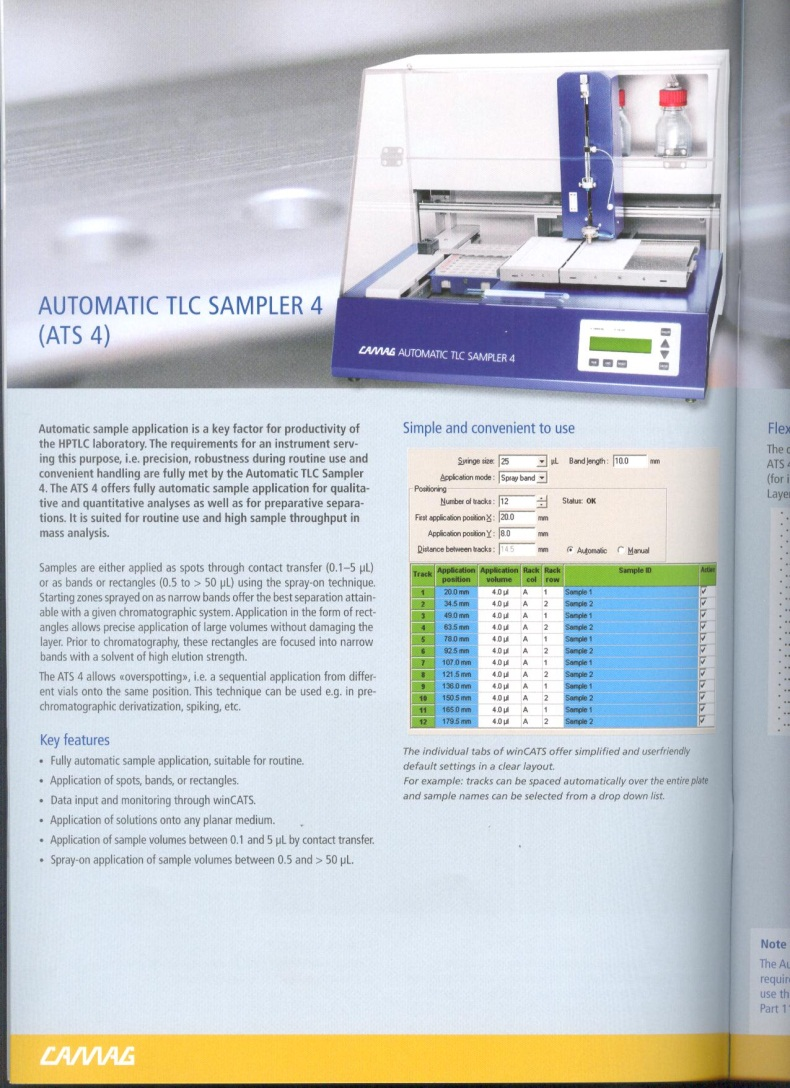 AUTOMATIC TLC SAMPLER 4
(ATS 4)
CAMAG AUTOMATIC TLC SAMPLER 4
Automatic sample application is a key factor for productivity of
the HPTLC laboratory. The requirements for an instrument serv-
ing this purpose, i.e. precision, robustness during routine use and
convenient handling are fully met by the Automatic TLC Sampler
4. The ATS 4 offers fully automatic sample application for qualita-
tive and quantitative analyses as well as for preparative separa-
tions. It is suited for routine use and high sample throughput in
mass analysis.
Samples are either applied as spots through contact transfer (0.1–5 µL)
or as bands or rectangles (0.5 to > 50 µL) using the spray-on technique.
Starting zones sprayed on as narrow bands offer the best separation attain-
able with a given chromatographic system. Application in the form of rect-
angles allows precise application of large volumes without damaging the
layer. Prior to chromatography, these rectangles are focused into narrow
bands with a solvent of high elution strength.
The ATS 4 allows «overspotting», i.e. a sequential application from differ-
ent vials onto the same position. This technique can be used e.g. in pre-
chromatographic derivatization, spiking, etc.
Key features
• Fully automatic sample application, suitable for routine.
• Application of spots, bands, or rectangles.
• Data input and monitoring through winCATS.
• Application of solutions onto any planar medium.
• Application of sample volumes between 0.1 and 5 µL by contact transfer.
• Spray-on application of sample volumes between 0.5 and > 50 µL.
Simple and convenient to use
Syringe size: 25 µL Band length: 10.0 mm
Application mode: Spray band
Positioning
Number of tracks: 12 Status: OK
First application position X: 20.0 mm
Application position Y: 8.0 mm
Distance between tracks: 14.5 mm Automatic Manual
Track Application position Application volume Rack col Rack row Sample ID
1 20.0 mm 4.0 µl A 1 Sample 1
2 34.5 mm 4.0 µl A 2 Sample 2
3 49.0 mm 4.0 µl A 1 Sample 1
4 63.5 mm 4.0 µl A 2 Sample 2
5 78.0 mm 4.0 µl A 1 Sample 1
6 92.5 mm 4.0 µl A 2 Sample 2
7 107.0 mm 4.0 µl A 1 Sample 1
8 121.5 mm 4.0 µl A 2 Sample 2
9 136.0 mm 4.0 µl A 1 Sample 1
10 150.5 mm 4.0 µl A 2 Sample 2
11 165.0 mm 4.0 µl A 1 Sample 1
12 179.5 mm 4.0 µl A 2 Sample 2
The individual tabs of winCATS offer simplified and userfriendly
default settings in a clear layout.
For example: tracks can be spaced automatically over the entire plate
and sample names can be selected from a drop down list.
CAMAG
Flex
The
ATS 4
(for i
Layer
Note
The Au
require
use th
Part 1